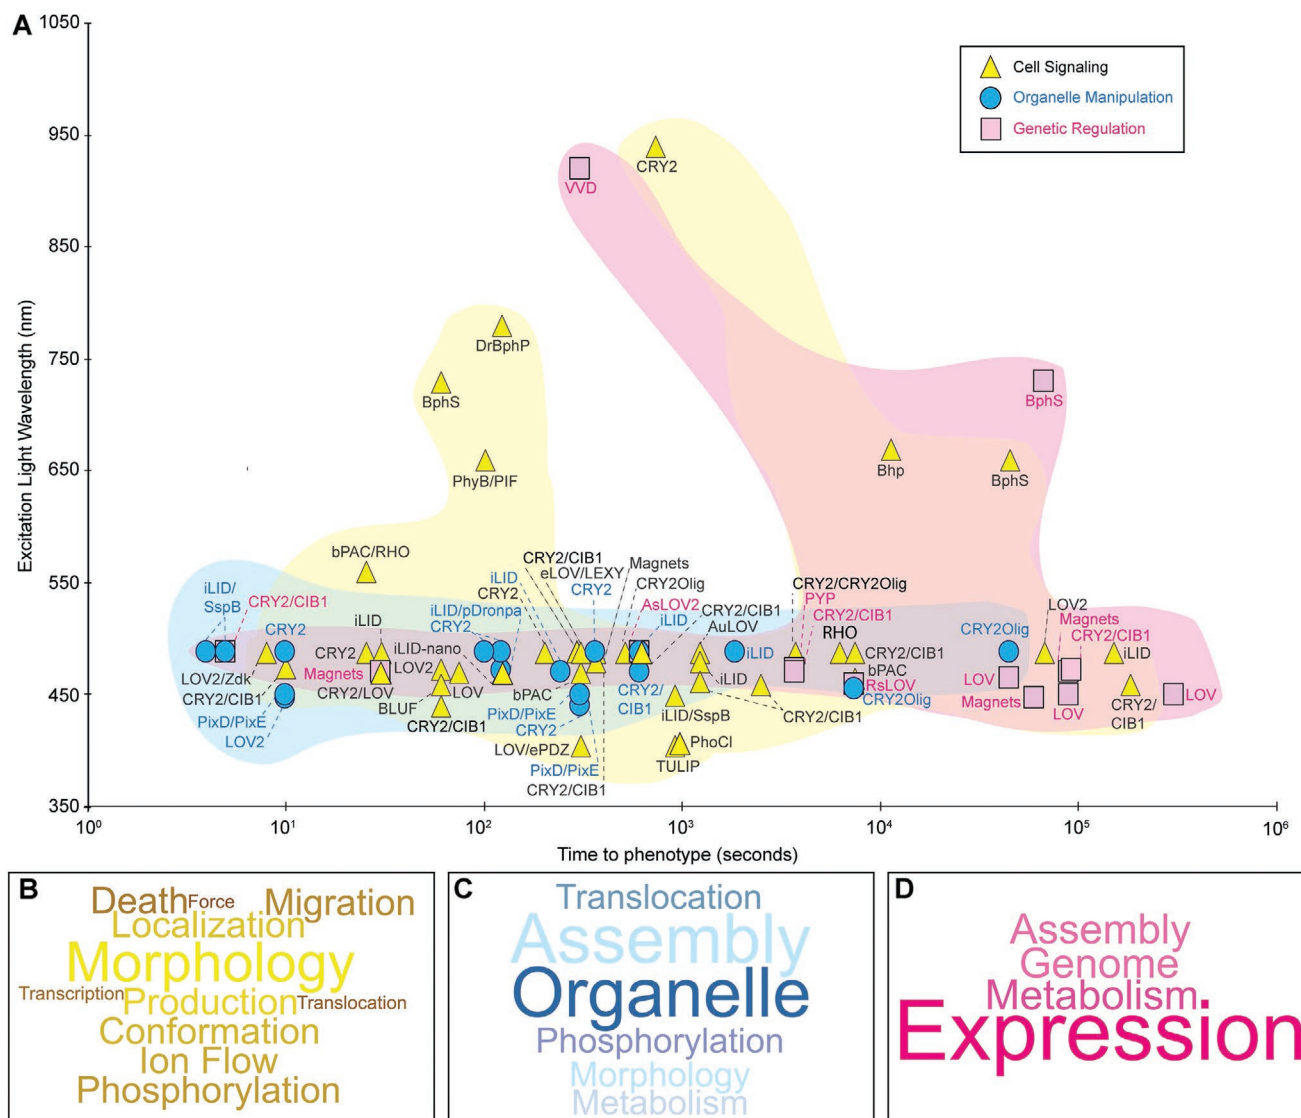 A
1050
950
850
750
650
550
450
350
Excitation Light Wavelength (nm)
10⁰
10¹
10²
10³
10⁴
10⁵
10⁶
Time to phenotype (seconds)
Cell Signaling
Organelle Manipulation
Genetic Regulation
CRY2
VVD
DrBphP
BphS
BphS
PhyB/PIF
Bhp
BphS
bPAC/RHO
CRY2/CIB1
eLOV/LEXY
Magnets
iLID
CRY2
CRY2
CRY2Olig
CRY2/CRY2Olig
iLID/
SspB
CRY2/CIB1
AsLOV2
PYP
LOV2
iLID/pDronpa
CRY2/CIB1
CRY2/CIB1
Magnets
CRY2
iLID
CRY2
iLID
AuLOV
RHO
CRY2Olig
CRY2/CIB1
CRY2
iLID-nano
iLID
CRY2/CIB1
iLID
LOV2/Zdk
Magnets
LOV2
iLID
bPAC
LOV
CRY2/CIB1
CRY2/LOV
LOV
bPAC
CRY2/
CIB1
RsLOV
Magnets
LOV
BLUF
CRY2Olig
CRY2/
CIB1
LOV
PixD/PixE
CRY2/CIB1
PixD/PixE
iLID/SspB
CRY2/CIB1
LOV2
CRY2
LOV/ePDZ
PhoCl
PixD/PixE
TULIP
CRY2/CIB1
B
Death
Force
Migration
Localization
Morphology
Transcription
Production
Translocation
Conformation
Ion Flow
Phosphorylation
C
Translocation
Assembly
Organelle
Phosphorylation
Morphology
Metabolism
D
Assembly
Genome
Metabolism
Expression